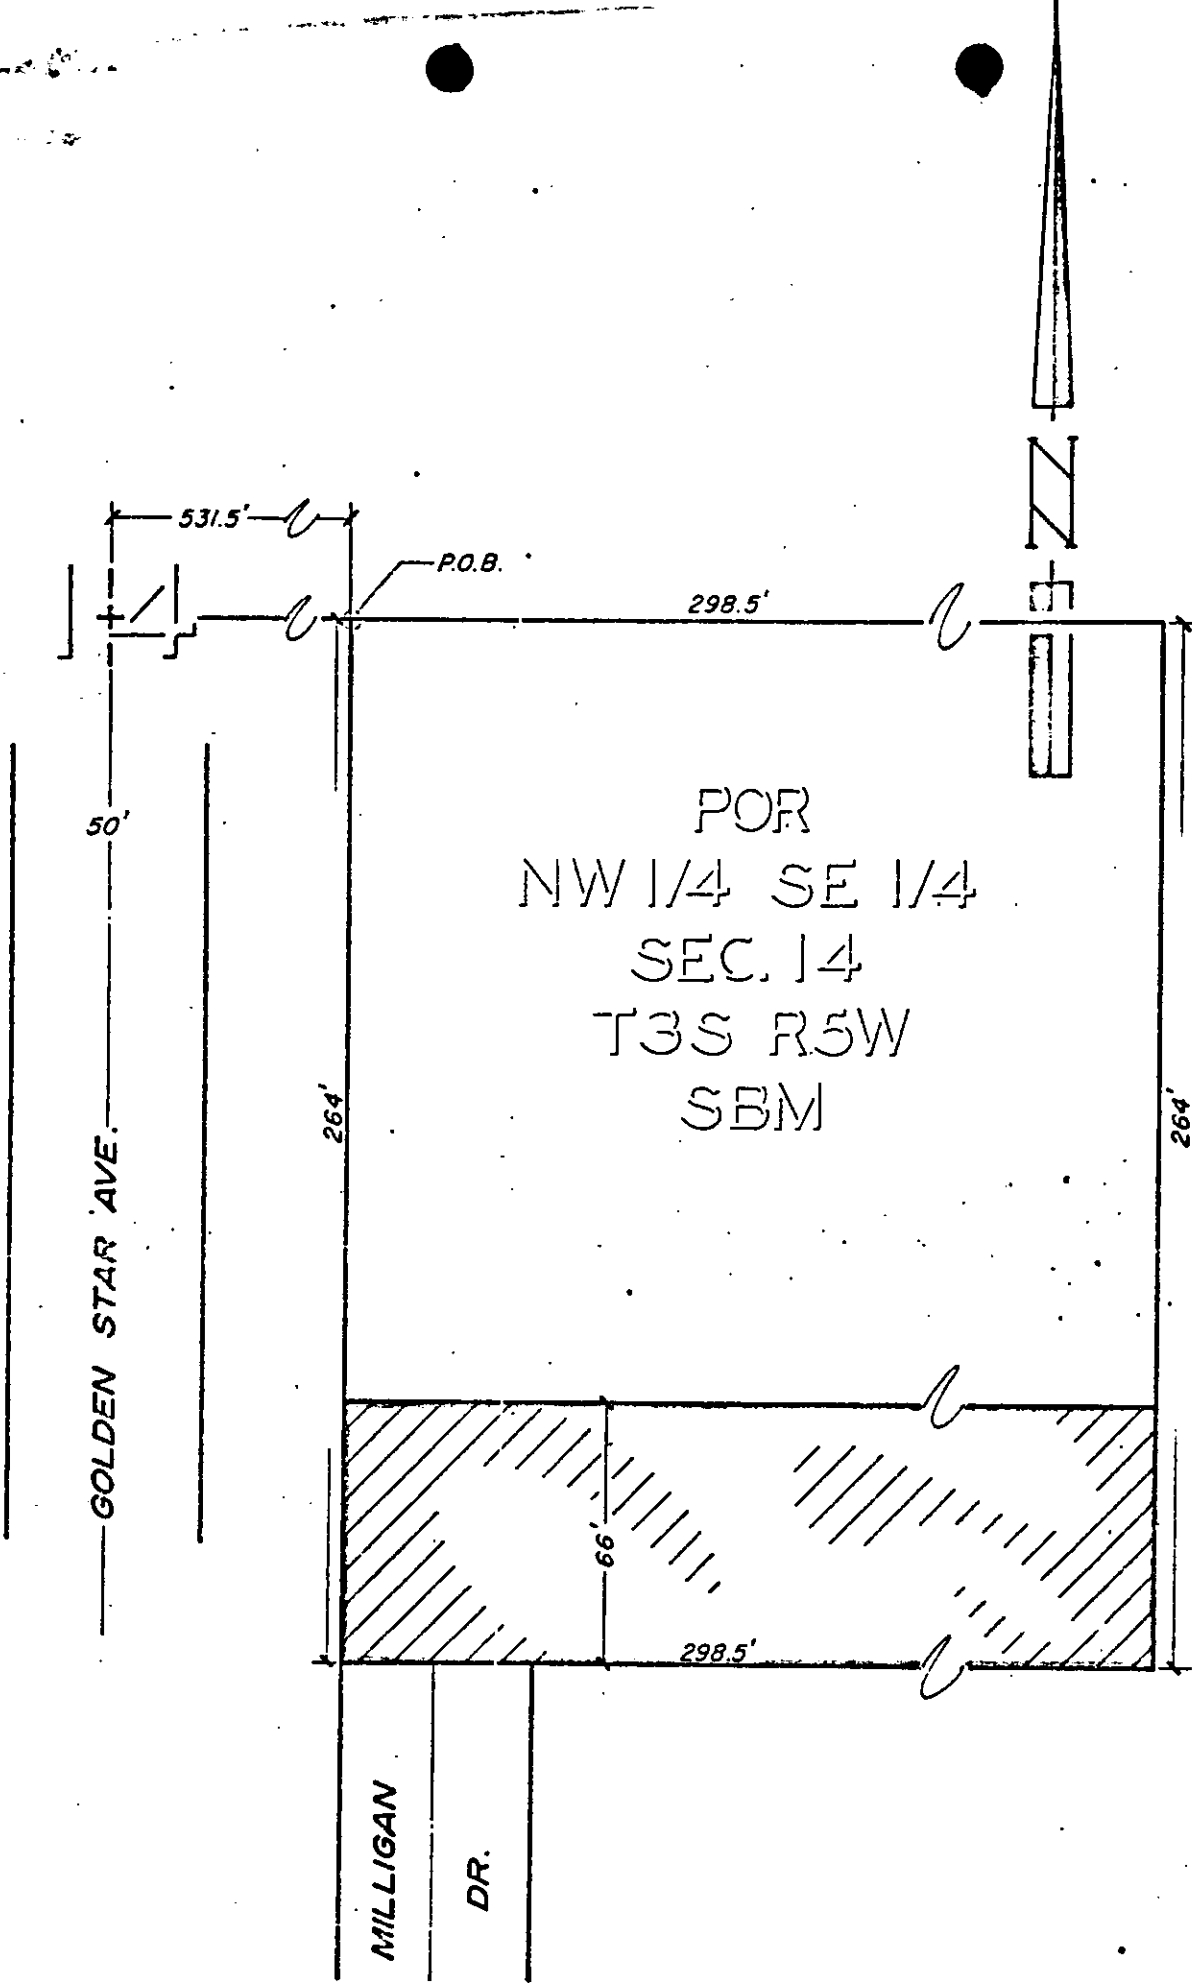 N
531.5'
P.O.B.
298.5'
50'
POR
NW 1/4 SE 1/4
SEC. 14
T3S R5W
SBM
264'
264'
GOLDEN STAR AVE.
66'
298.5'
MILLIGAN
DR.